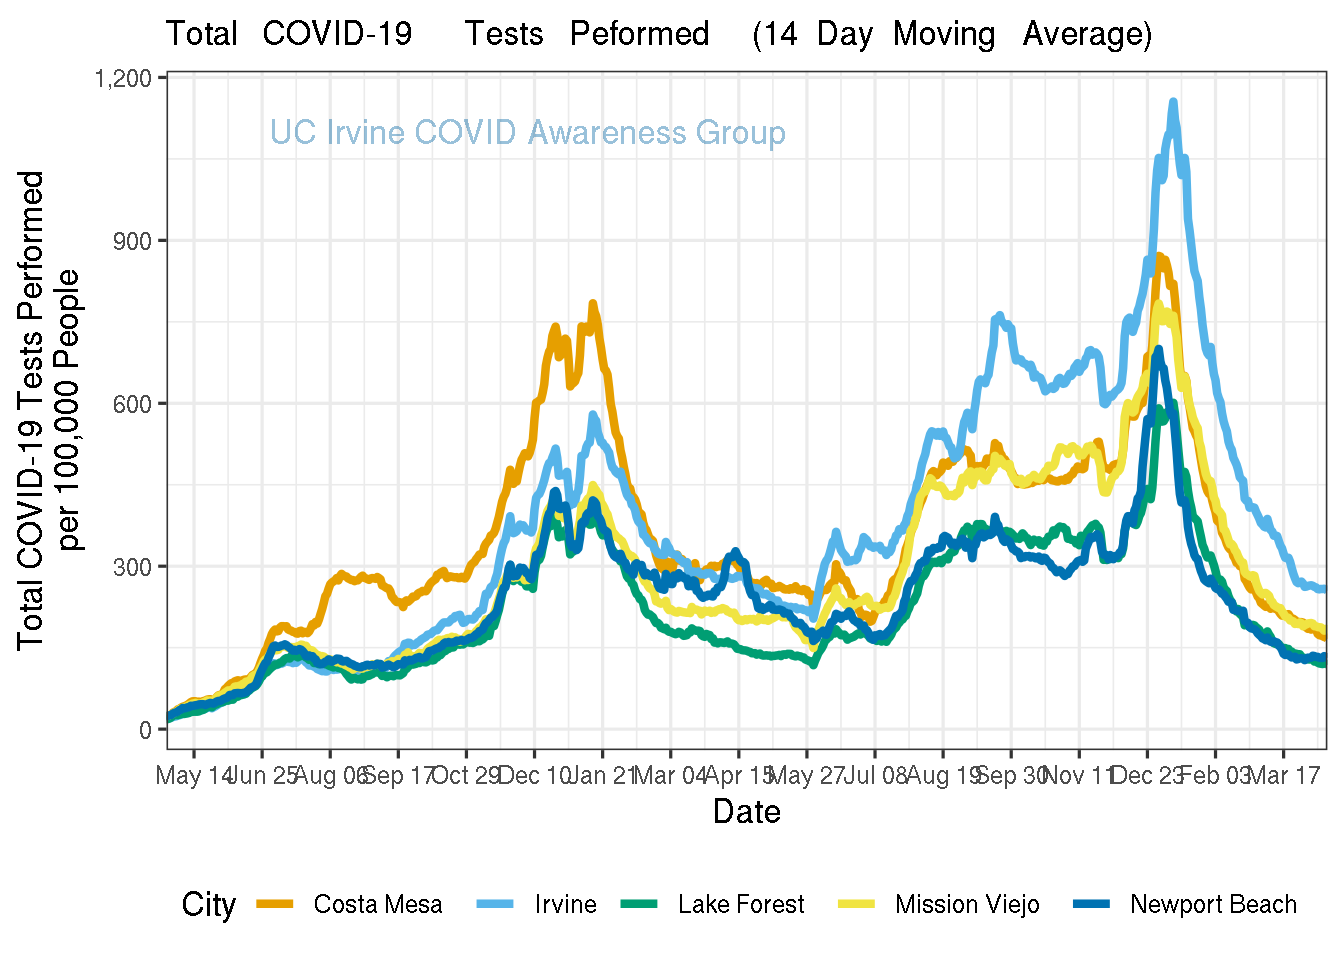 Total COVID-19 Tests Peformed (14 Day Moving Average)
Total COVID-19 Tests Performed
per 100,000 People
1,200
900
600
300
0
UC Irvine COVID Awareness Group
May 14 Jun 25 Aug 06 Sep 17 Oct 29 Dec 10 Jan 21 Mar 04 Apr 15 May 27 Jul 08 Aug 19 Sep 30 Nov 11 Dec 23 Feb 03 Mar 17
Date
City Costa Mesa Irvine Lake Forest Mission Viejo Newport Beach